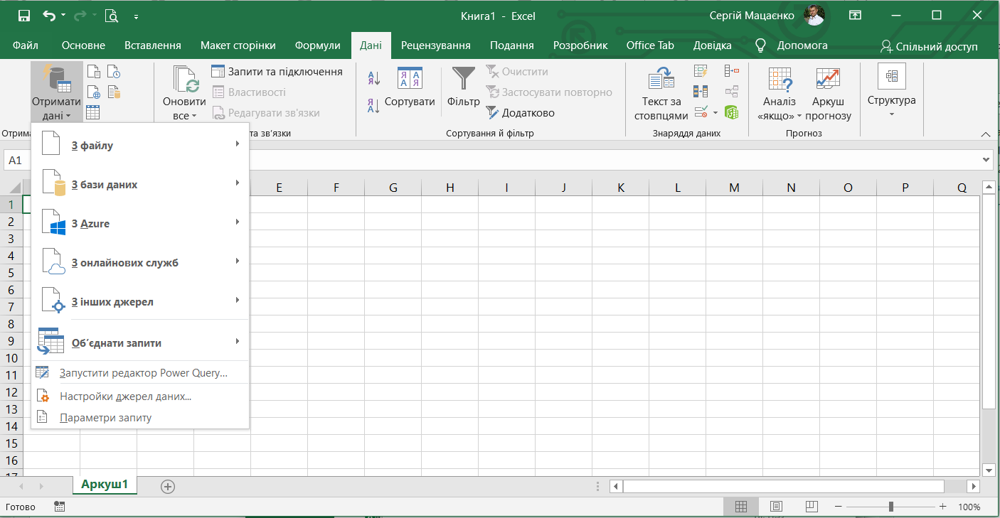 Книга1 - Excel
Сергій Мацаєнко
Файл
Основне
Вставлення
Макет сторінки
Формули
Дані
Рецензування
Подання
Розробник
Office Tab
Довідка
Допомога
Спільний доступ
Отримати
дані
Оновити
все
Запити та підключення
Властивості
Редагувати зв'язки
Сортувати
Фільтр
Очистити
Застосувати повторно
Додатково
Текст за
стовпцями
Аналіз
«якщо»
Аркуш
прогнозу
Структура
Отрима
та зв'язки
Сортування й фільтр
Знаряддя даних
Прогноз
A1
З файлу
З бази даних
З Azure
З онлайнових служб
З інших джерел
Об'єднати запити
Запустити редактор Power Query...
Настройки джерел даних...
Параметри запиту
E F G H I J K L M N O P Q
1
2
3
4
5
6
7
8
9
10
11
12
13
14
15
16
17
Аркуш1
Готово
100%